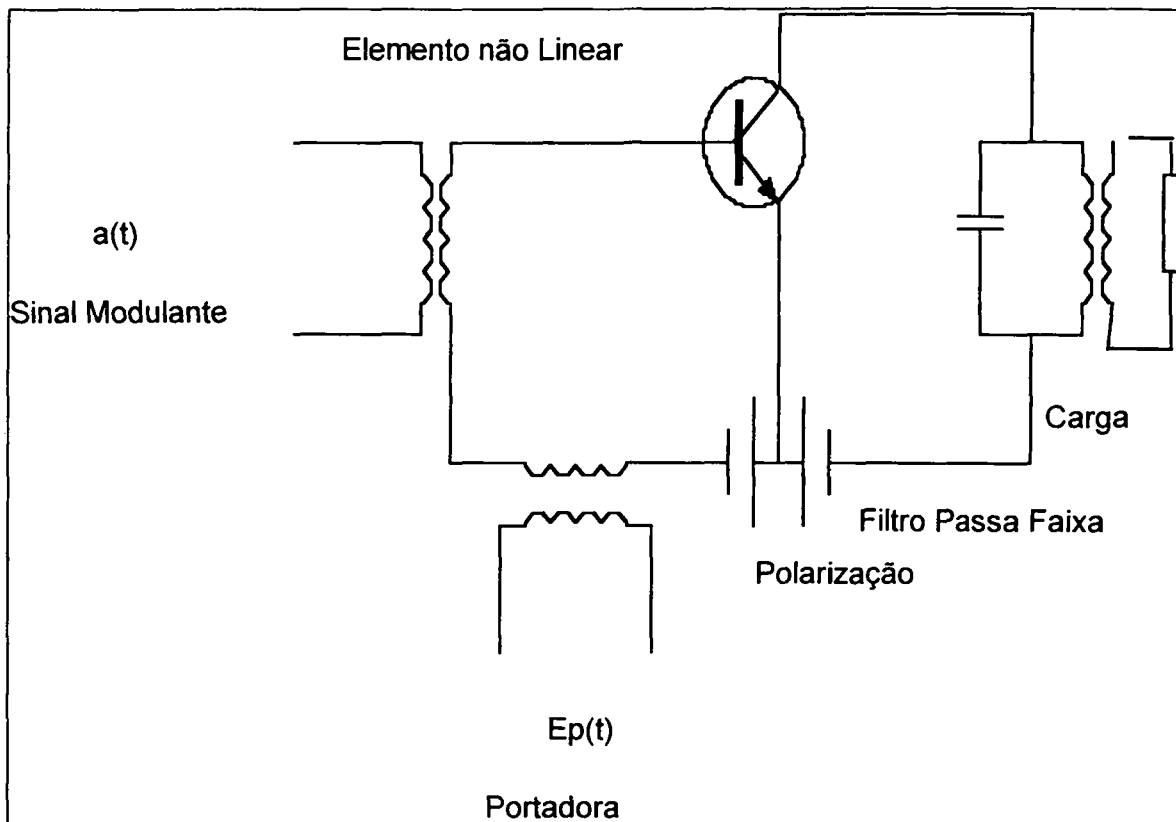 Elemento não Linear
a(t)
Sinal Modulante
Carga
Filtro Passa Faixa
Polarização
Ep(t)
Portadora